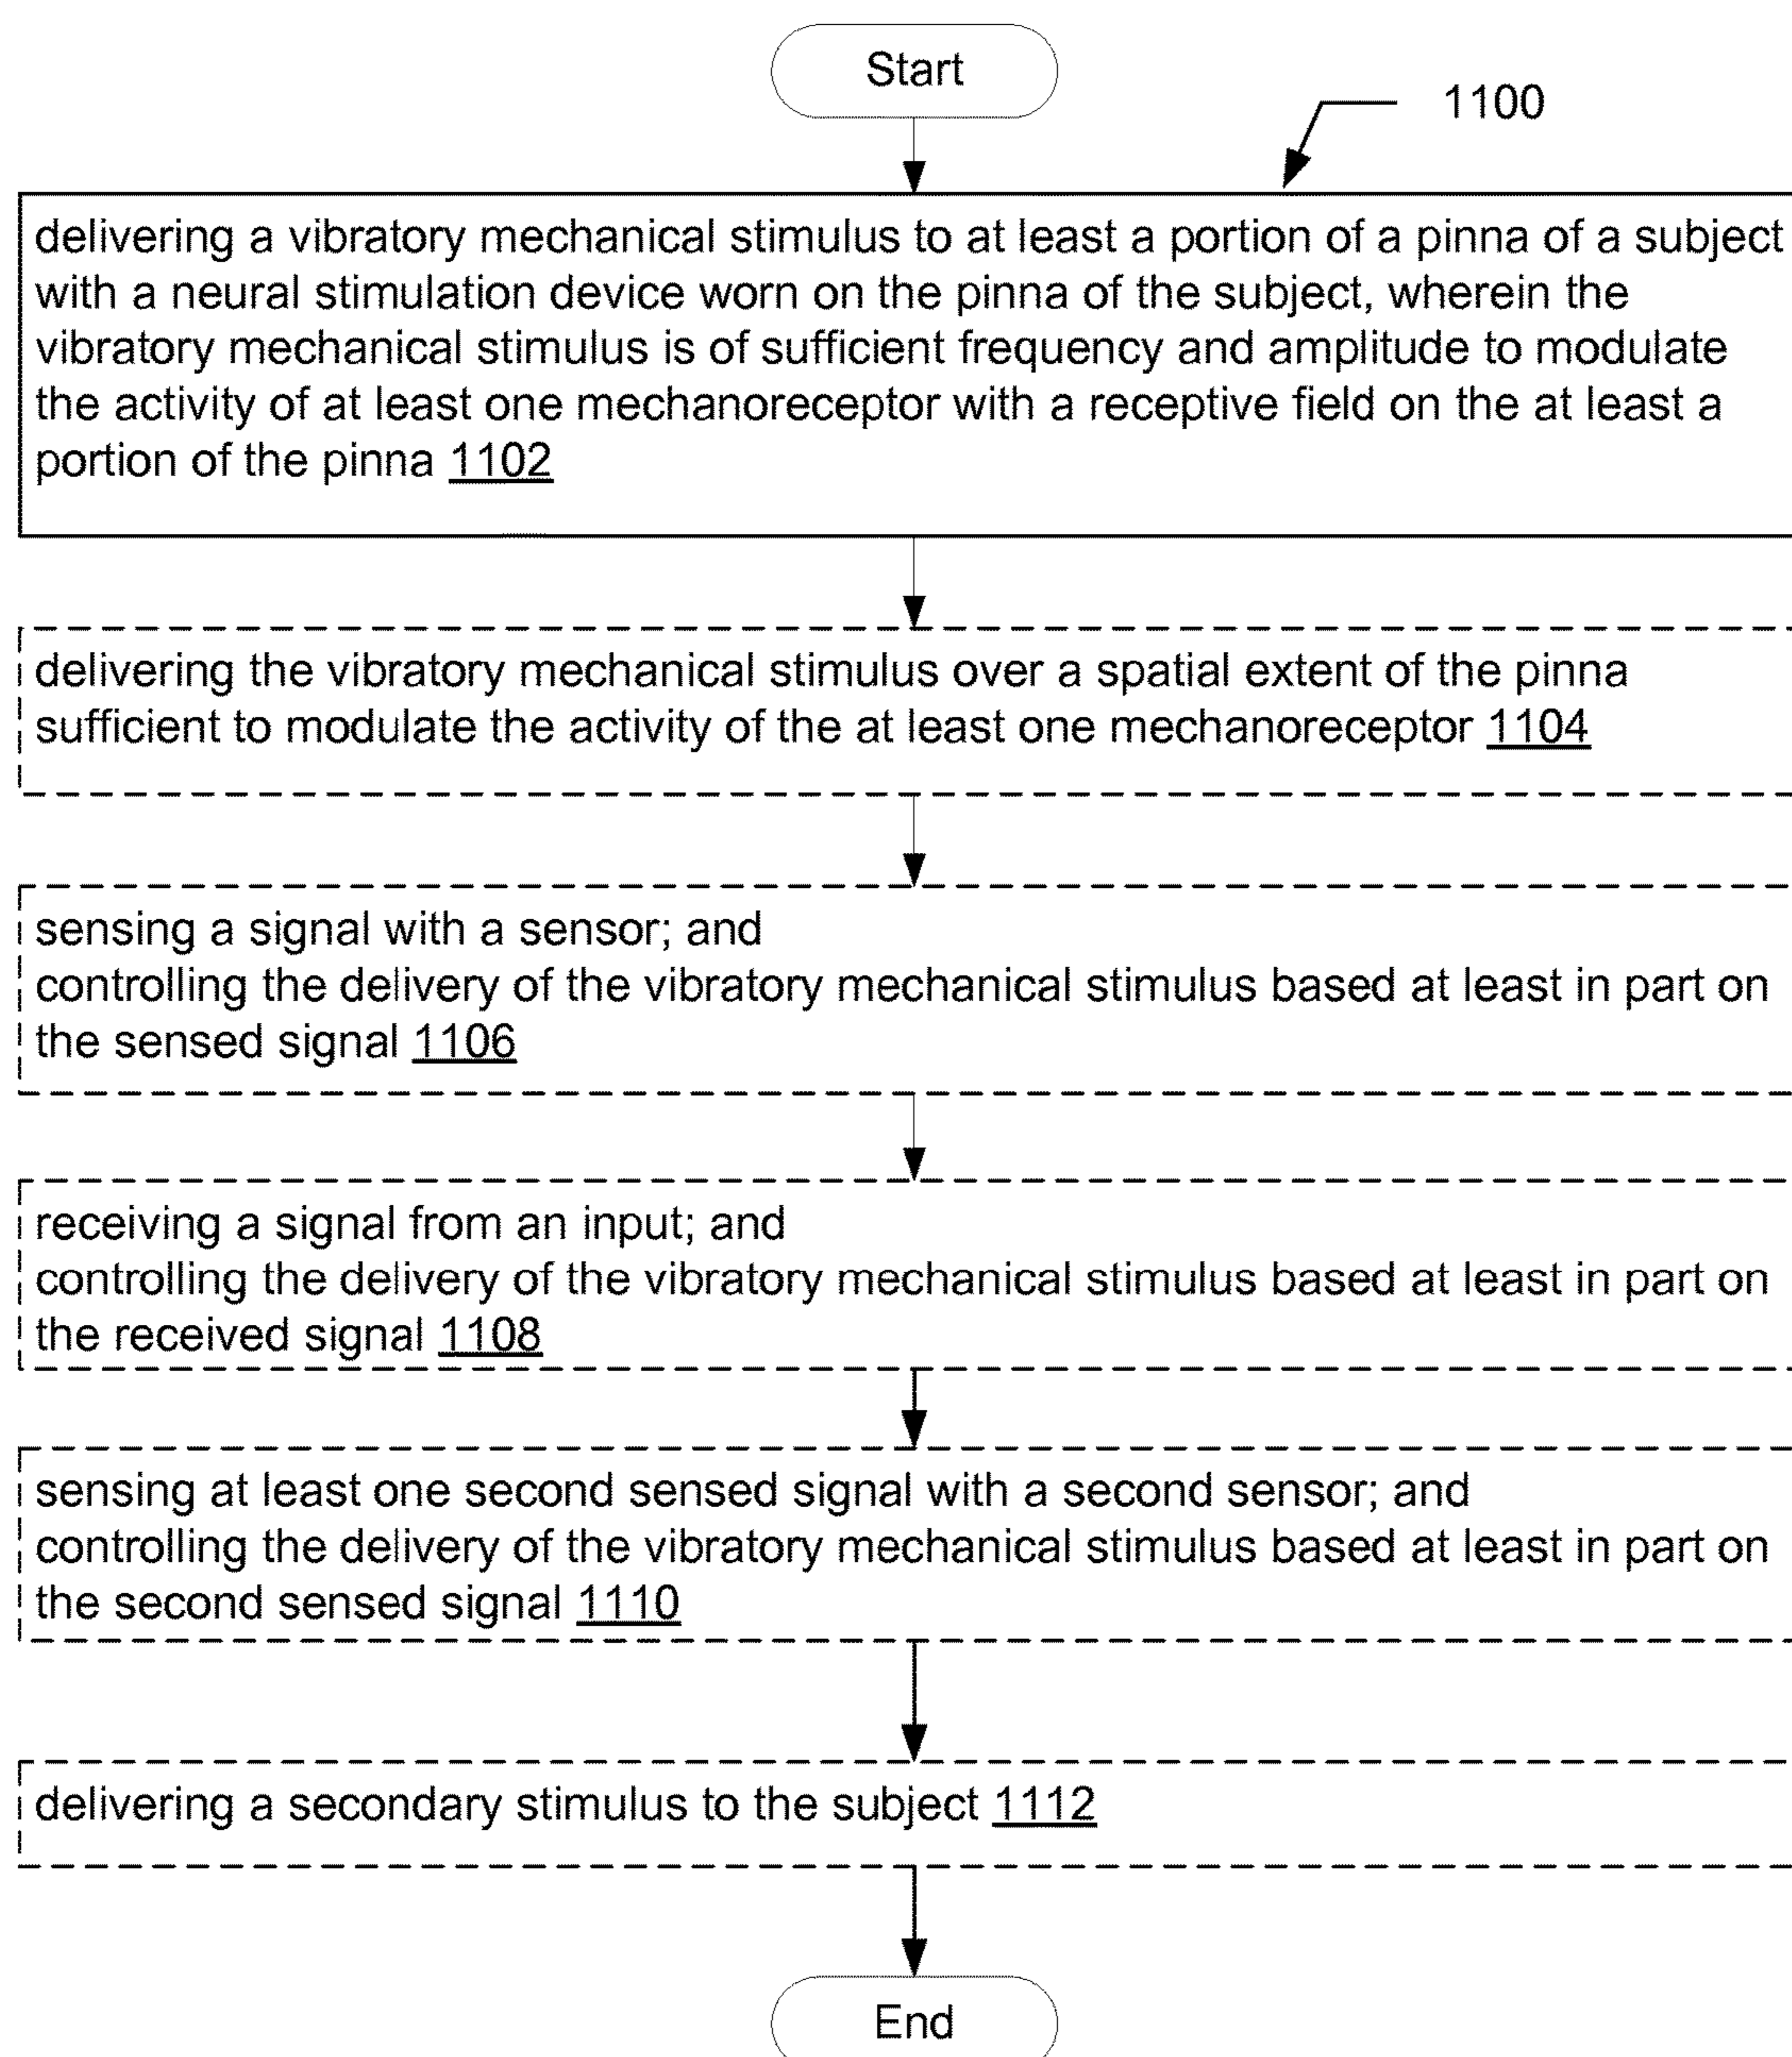 Start
1100
delivering a vibratory mechanical stimulus to at least a portion of a pinna of a subject
with a neural stimulation device worn on the pinna of the subject, wherein the
vibratory mechanical stimulus is of sufficient frequency and amplitude to modulate
the activity of at least one mechanoreceptor with a receptive field on the at least a
portion of the pinna 1102
delivering the vibratory mechanical stimulus over a spatial extent of the pinna
sufficient to modulate the activity of the at least one mechanoreceptor 1104
sensing a signal with a sensor; and
controlling the delivery of the vibratory mechanical stimulus based at least in part on
the sensed signal 1106
receiving a signal from an input; and
controlling the delivery of the vibratory mechanical stimulus based at least in part on
the received signal 1108
sensing at least one second sensed signal with a second sensor; and
controlling the delivery of the vibratory mechanical stimulus based at least in part on
the second sensed signal 1110
delivering a secondary stimulus to the subject 1112
End